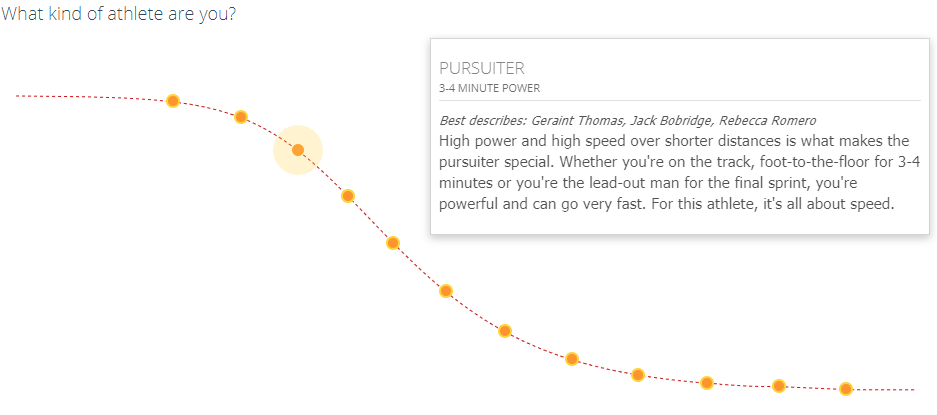 What kind of athlete are you?
PURSUITER
3-4 MINUTE POWER
Best describes: Geraint Thomas, Jack Bobridge, Rebecca Romero
High power and high speed over shorter distances is what makes the
pursuiter special. Whether you're on the track, foot-to-the-floor for 3-4
minutes or you're the lead-out man for the final sprint, you're
powerful and can go very fast. For this athlete, it's all about speed.